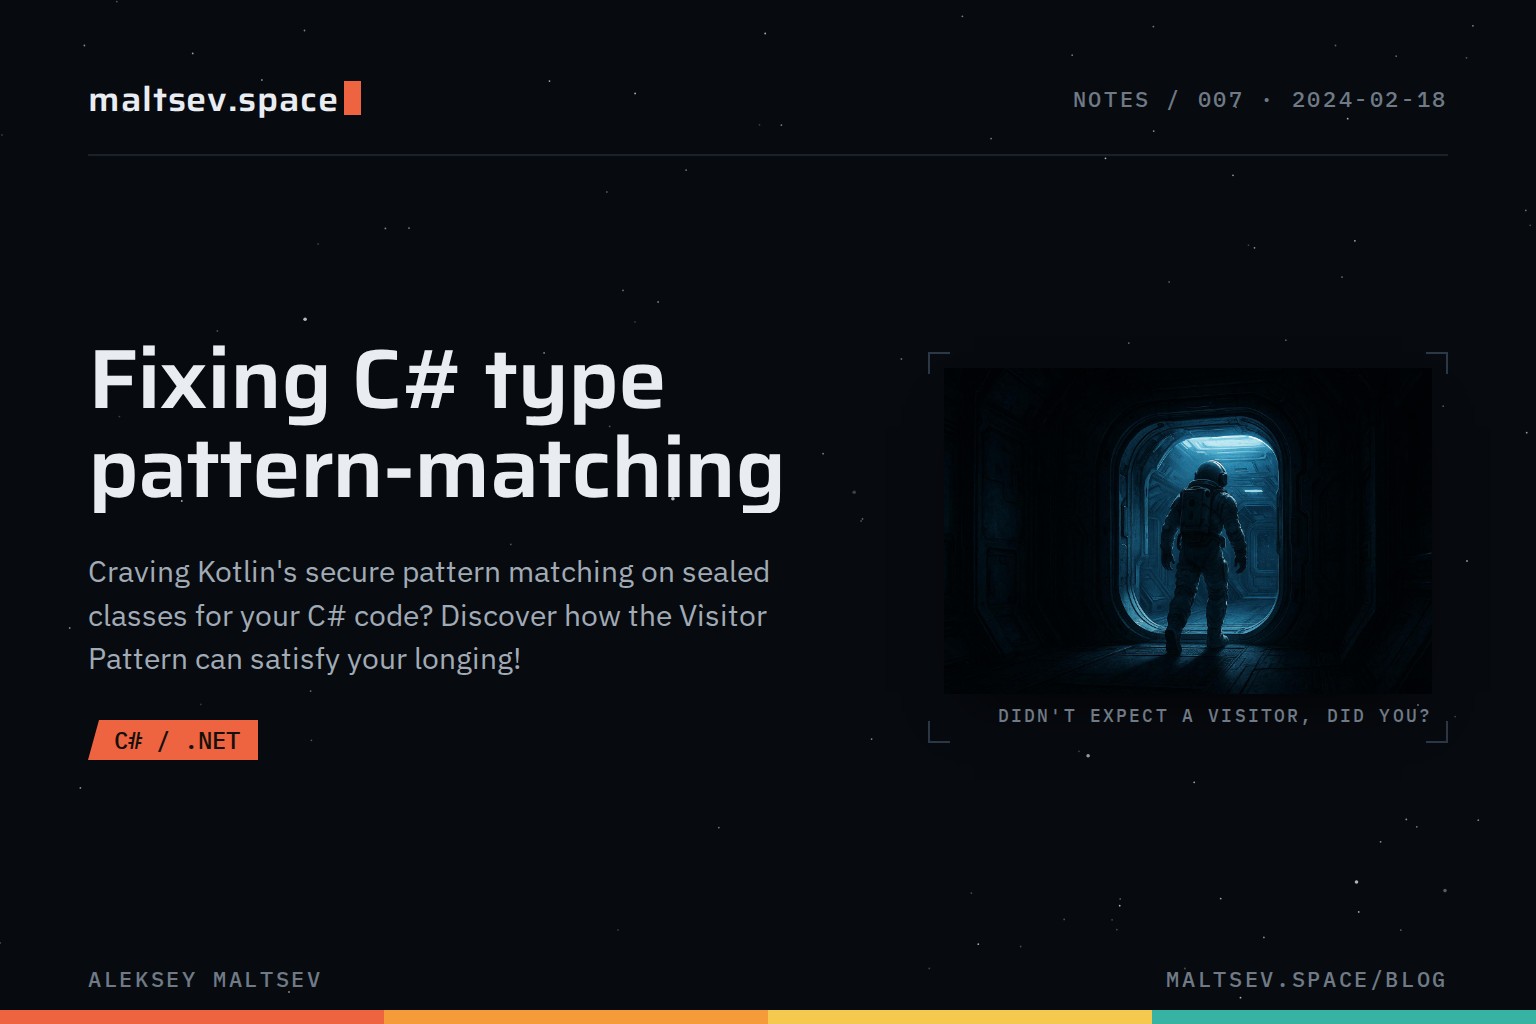 maltsev.space
NOTES / 007 · 2024-02-18
Fixing C# type
pattern-matching
Craving Kotlin's secure pattern matching on sealed
classes for your C# code? Discover how the Visitor
Pattern can satisfy your longing!
C# / .NET
DIDN'T EXPECT A VISITOR, DID YOU?
ALEKSEY MALTSEV
MALTSEV.SPACE/BLOG